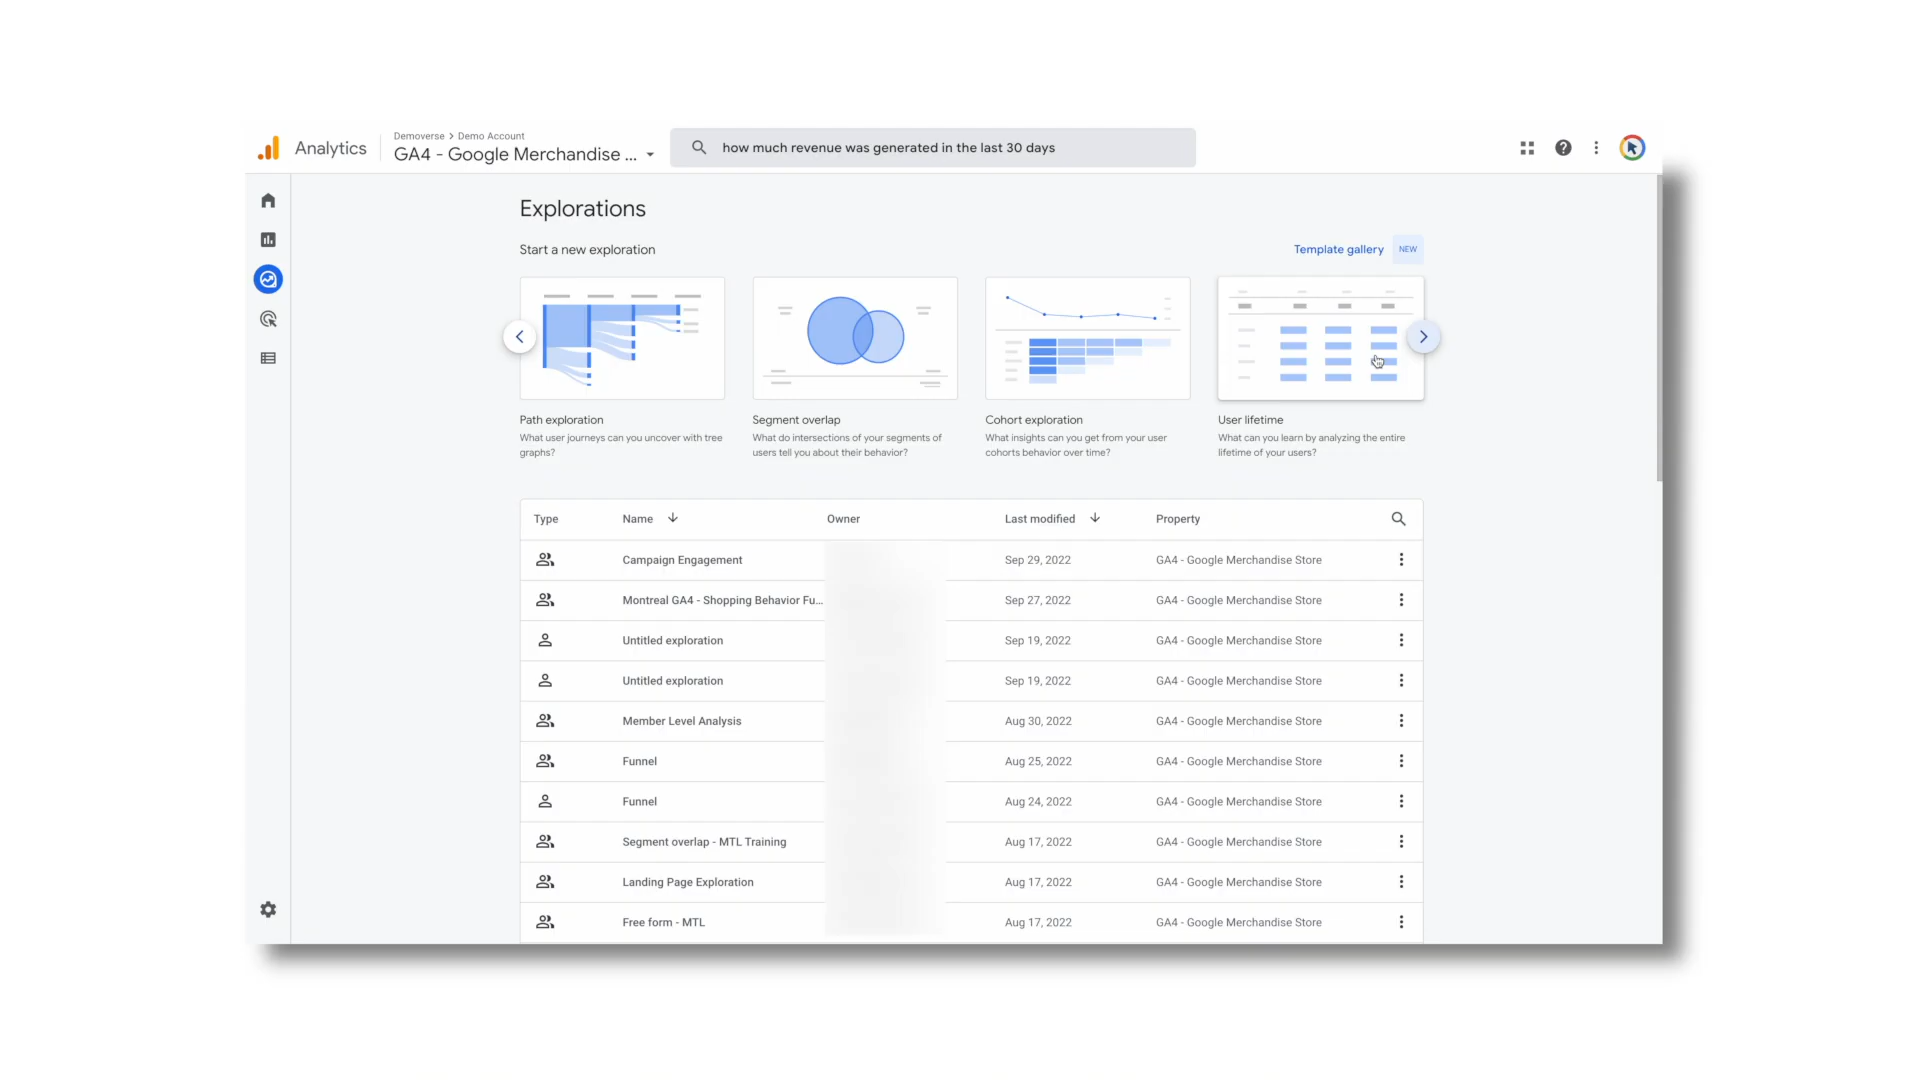 Analytics
Demoverse > Demo Account
GA4 - Google Merchandise ...
how much revenue was generated in the last 30 days
Explorations
Start a new exploration
Template gallery NEW
Path exploration
What user journeys can you uncover with tree
graphs?
Segment overlap
What do intersections of your segments of
users tell you about their behavior?
Cohort exploration
What insights can you get from your user
cohorts behavior over time?
User lifetime
What can you learn by analyzing the entire
lifetime of your users?
Type Name Owner Last modified Property
Campaign Engagement Sep 29, 2022 GA4 - Google Merchandise Store
Montreal GA4 - Shopping Behavior Fu... Sep 27, 2022 GA4 - Google Merchandise Store
Untitled exploration Sep 19, 2022 GA4 - Google Merchandise Store
Untitled exploration Sep 19, 2022 GA4 - Google Merchandise Store
Member Level Analysis Aug 30, 2022 GA4 - Google Merchandise Store
Funnel Aug 25, 2022 GA4 - Google Merchandise Store
Funnel Aug 24, 2022 GA4 - Google Merchandise Store
Segment overlap - MTL Training Aug 17, 2022 GA4 - Google Merchandise Store
Landing Page Exploration Aug 17, 2022 GA4 - Google Merchandise Store
Free form - MTL Aug 17, 2022 GA4 - Google Merchandise Store